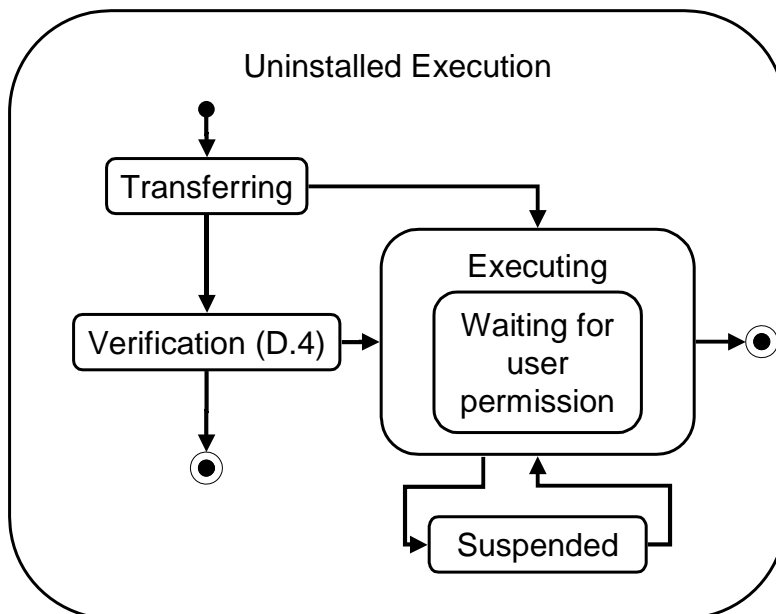 Uninstalled Execution
Transferring
Executing
Waiting for
user
permission
Verification (D.4)
Suspended